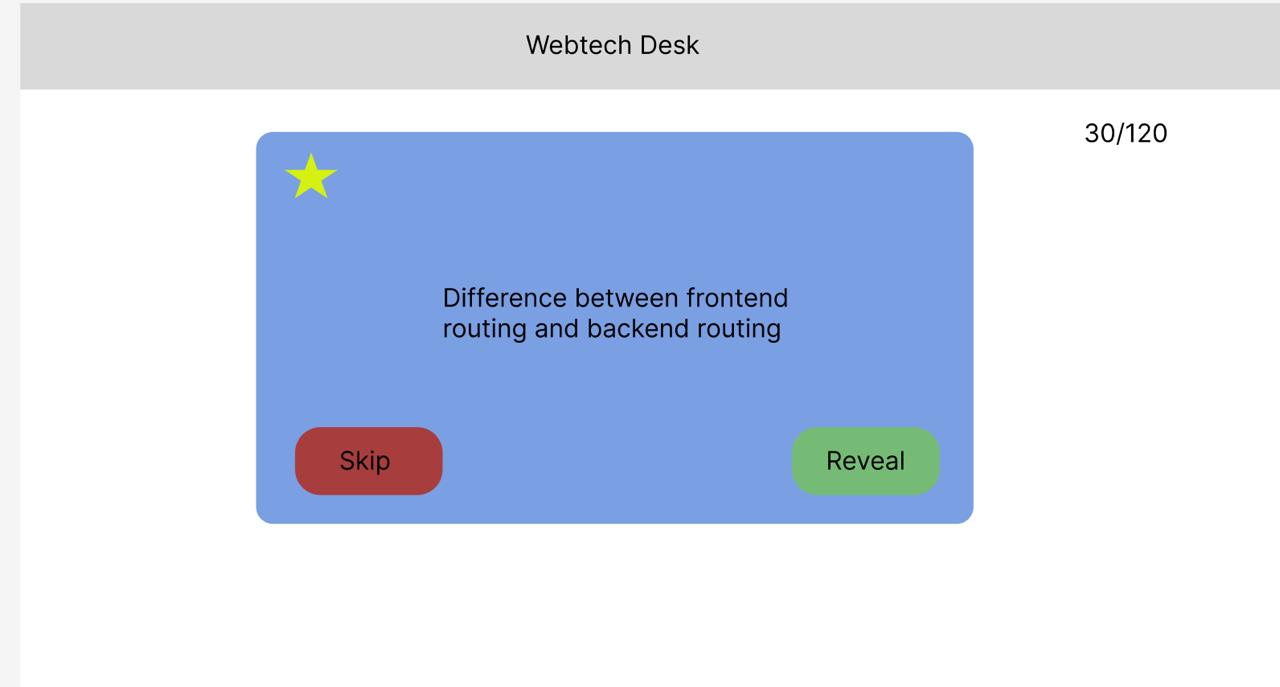 Webtech Desk
30/120
Difference between frontend
routing and backend routing
Skip
Reveal